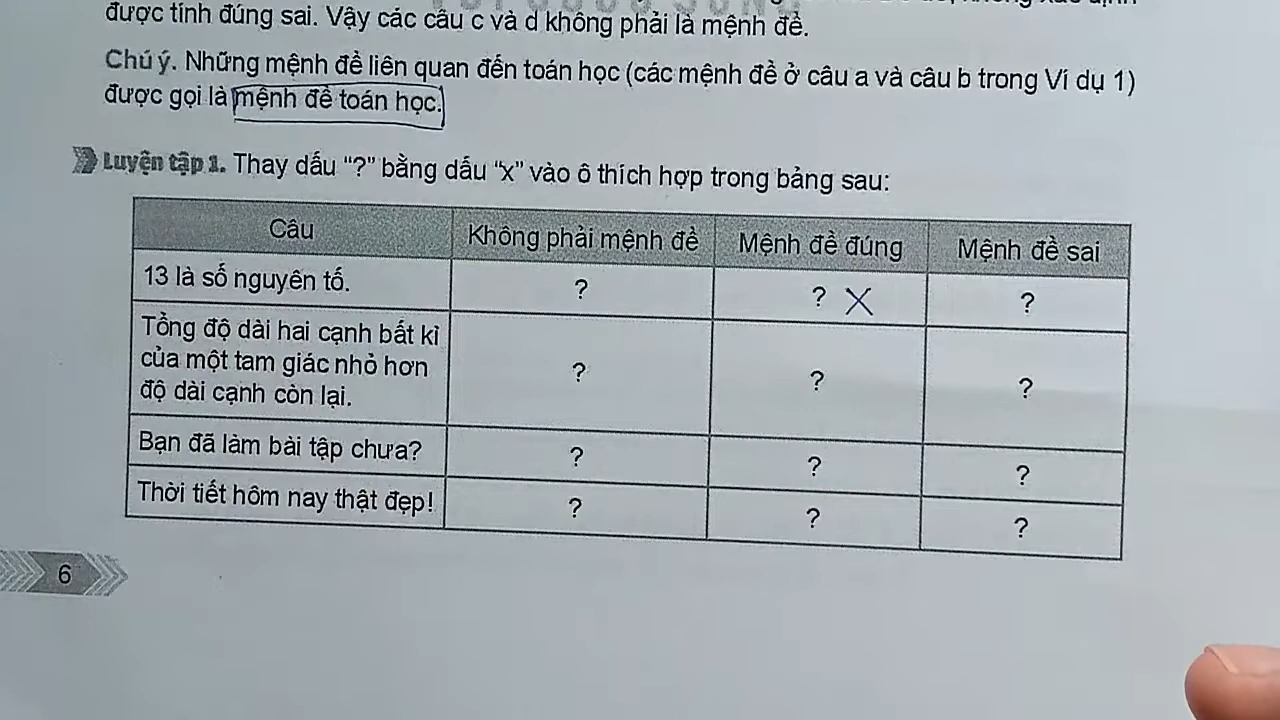 được tính đúng sai. Vậy các câu c và d không phải là mệnh đề.
Chú ý. Những mệnh đề liên quan đến toán học (các mệnh đề ở câu a và câu b trong Ví dụ 1)
được gọi là mệnh đề toán học.
Luyện tập 1. Thay dấu "?" bằng dấu "x" vào ô thích hợp trong bảng sau:
Câu Không phải mệnh đề Mệnh đề đúng Mệnh đề sai
13 là số nguyên tố. ? ? X ?
Tổng độ dài hai cạnh bất kì
của một tam giác nhỏ hơn ? ? ?
độ dài cạnh còn lại.
Bạn đã làm bài tập chưa? ? ? ?
Thời tiết hôm nay thật đẹp! ? ? ?
6